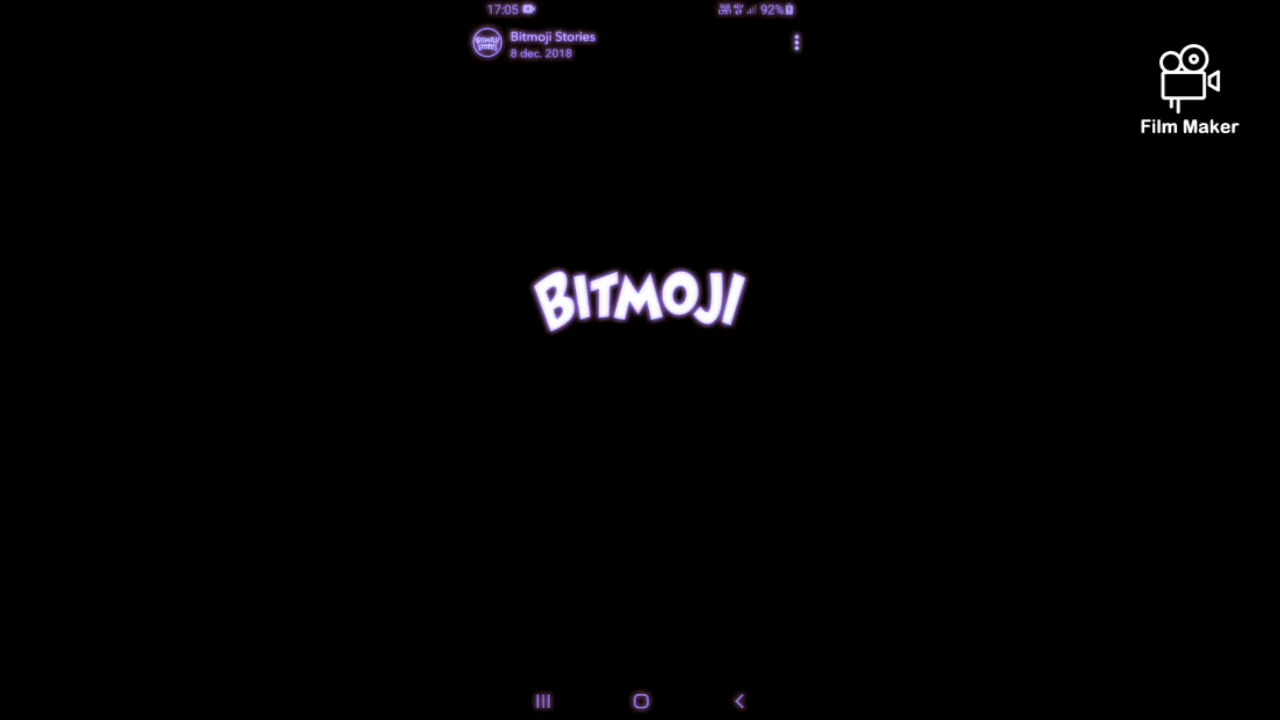 17:05
92%
Bitmoji Stories
8 dec. 2018
Film Maker
BITMOJI